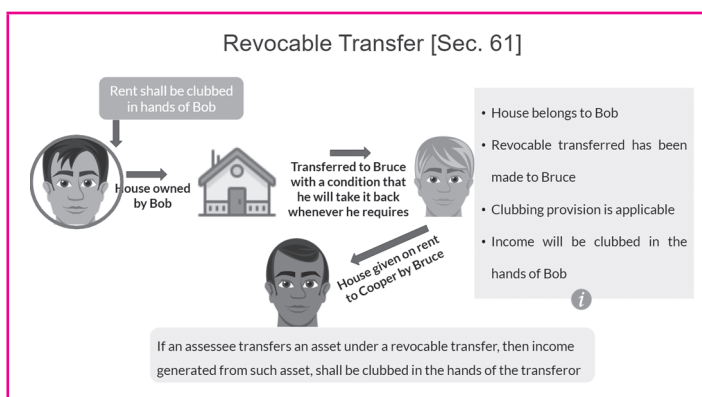 Revocable Transfer [Sec. 61]
Rent shall be clubbed
in hands of Bob
House owned
by Bob
Transferred to Bruce
with a condition that
he will take it back
whenever he requires
House given on rent
to Cooper by Bruce
• House belongs to Bob
• Revocable transferred has been
made to Bruce
• Clubbing provision is applicable
• Income will be clubbed in the
hands of Bob
i
If an assessee transfers an asset under a revocable transfer, then income
generated from such asset, shall be clubbed in the hands of the transferor